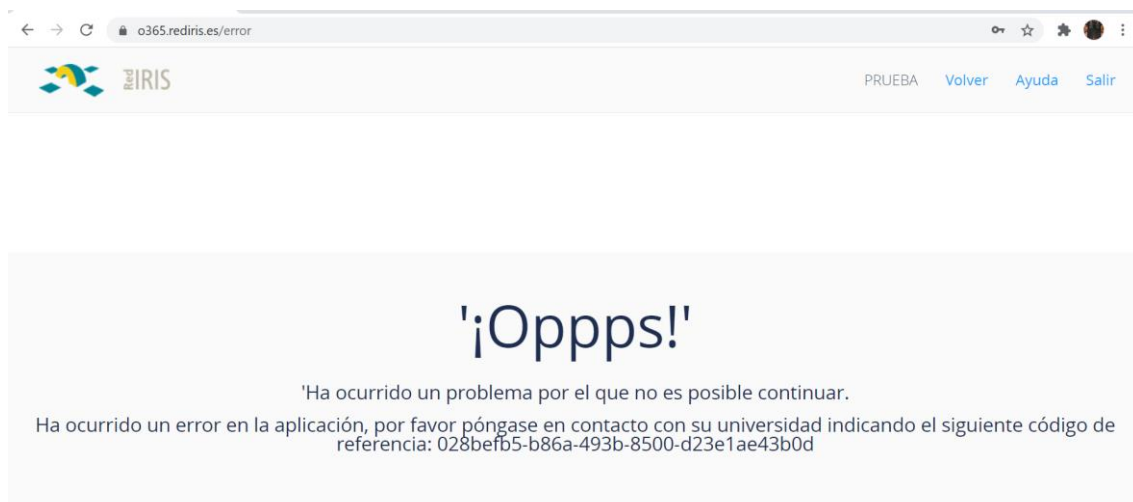 o365.rediris.es/error
Red IRIS
PRUEBA Volver Ayuda Salir
'¡Oppps!'
'Ha ocurrido un problema por el que no es posible continuar.
Ha ocurrido un error en la aplicación, por favor póngase en contacto con su universidad indicando el siguiente código de
referencia: 028befb5-b86a-493b-8500-d23e1ae43b0d